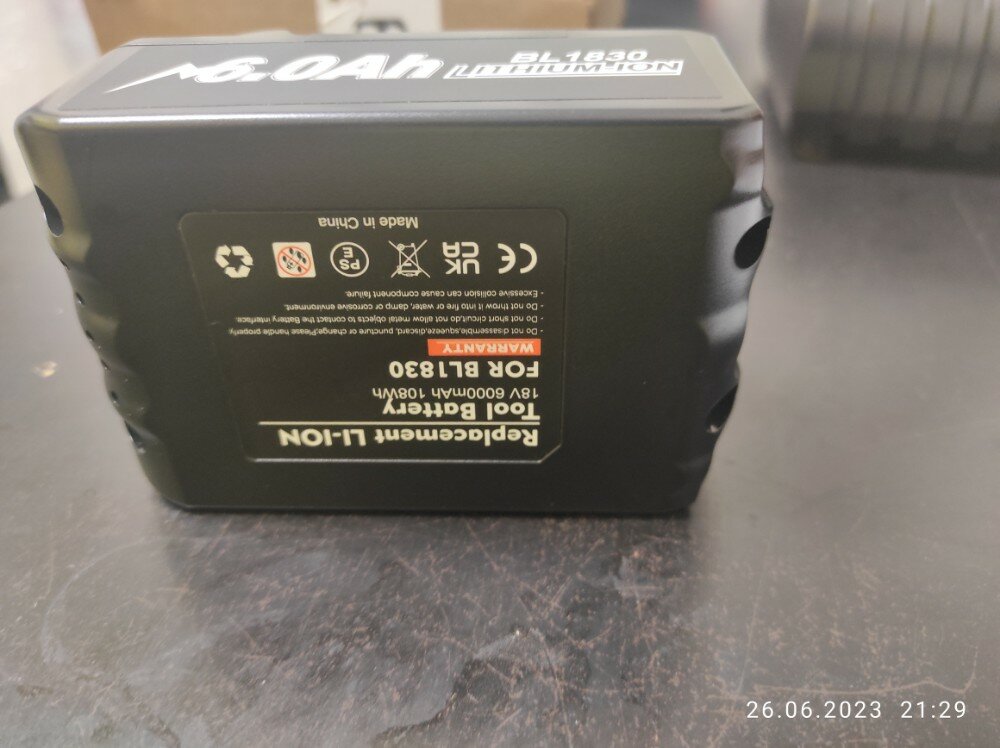 6.0Ah
BL1830
LITHIUM-ION
Replacement LI-ION
Tool Battery
18V 6000mAh 108Wh
FOR BL1830
WARRANTY
- Do not disassemble,squeeze,discard, puncture or change;Please handle properly.
- Do not short circuit,do not allow metal objects to contact the Battery interface.
- Do not throw it into fire or water, damp or corrosive environment.
- Excessive collision can cause component failure.
CE UK CA PS E
Made in China
26.06.2023 21:29